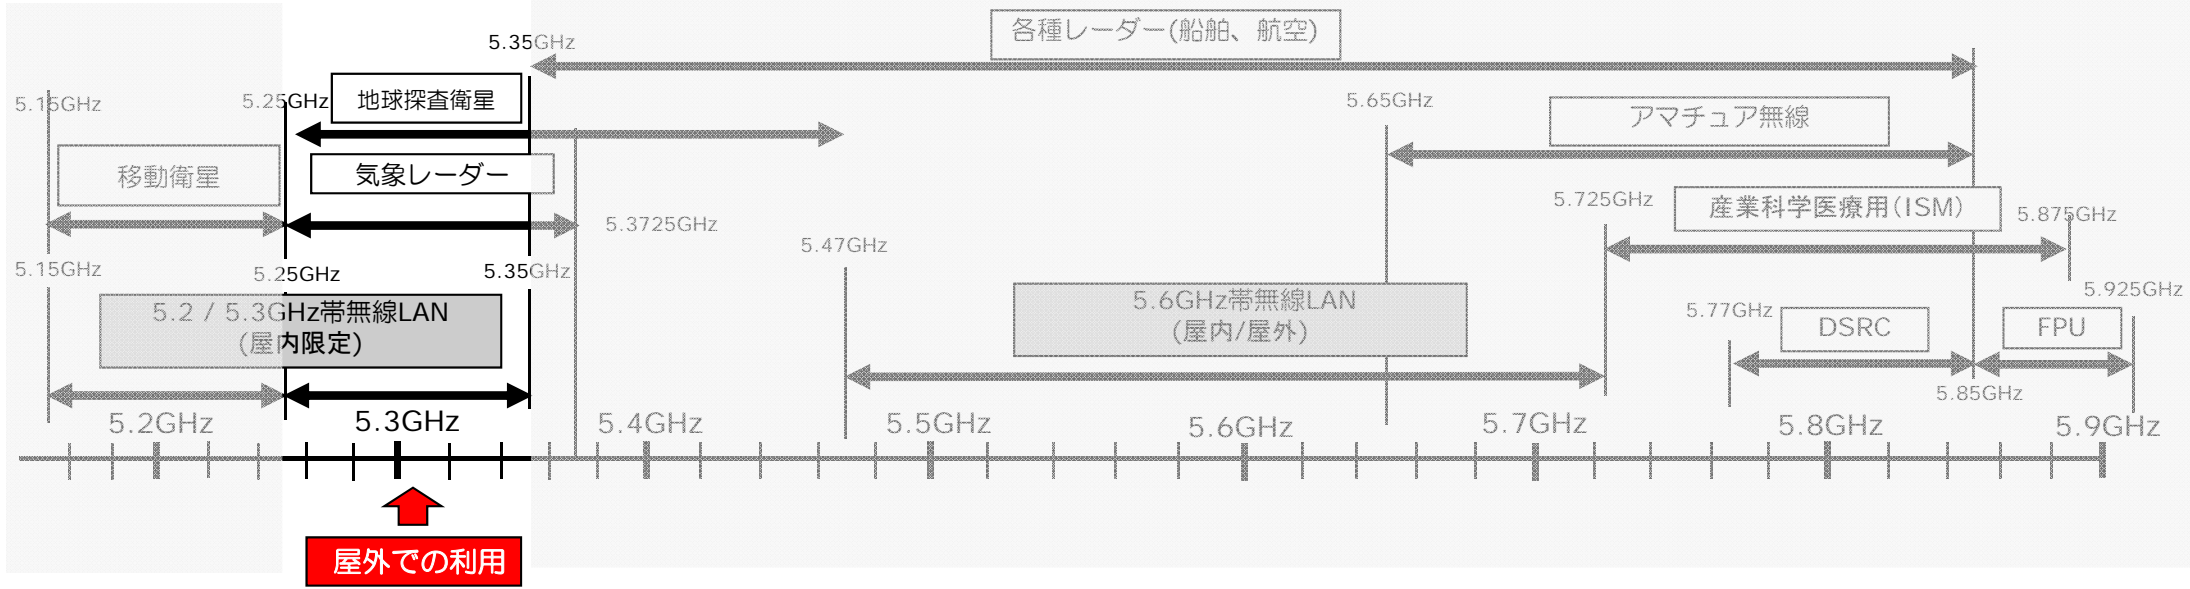 各種レーダー(船舶、航空)
5.35GHz
5.15GHz
5.25GHz
地球探査衛星
5.65GHz
アマチュア無線
移動衛星
気象レーダー
5.725GHz
産業科学医療用(ISM)
5.875GHz
5.3725GHz
5.47GHz
5.15GHz
5.25GHz
5.35GHz
5.2 / 5.3GHz帯無線LAN
(屋内限定)
5.6GHz帯無線LAN
(屋内/屋外)
5.77GHz
DSRC
5.925GHz
FPU
5.85GHz
5.2GHz
5.3GHz
5.4GHz
5.5GHz
5.6GHz
5.7GHz
5.8GHz
5.9GHz
屋外での利用